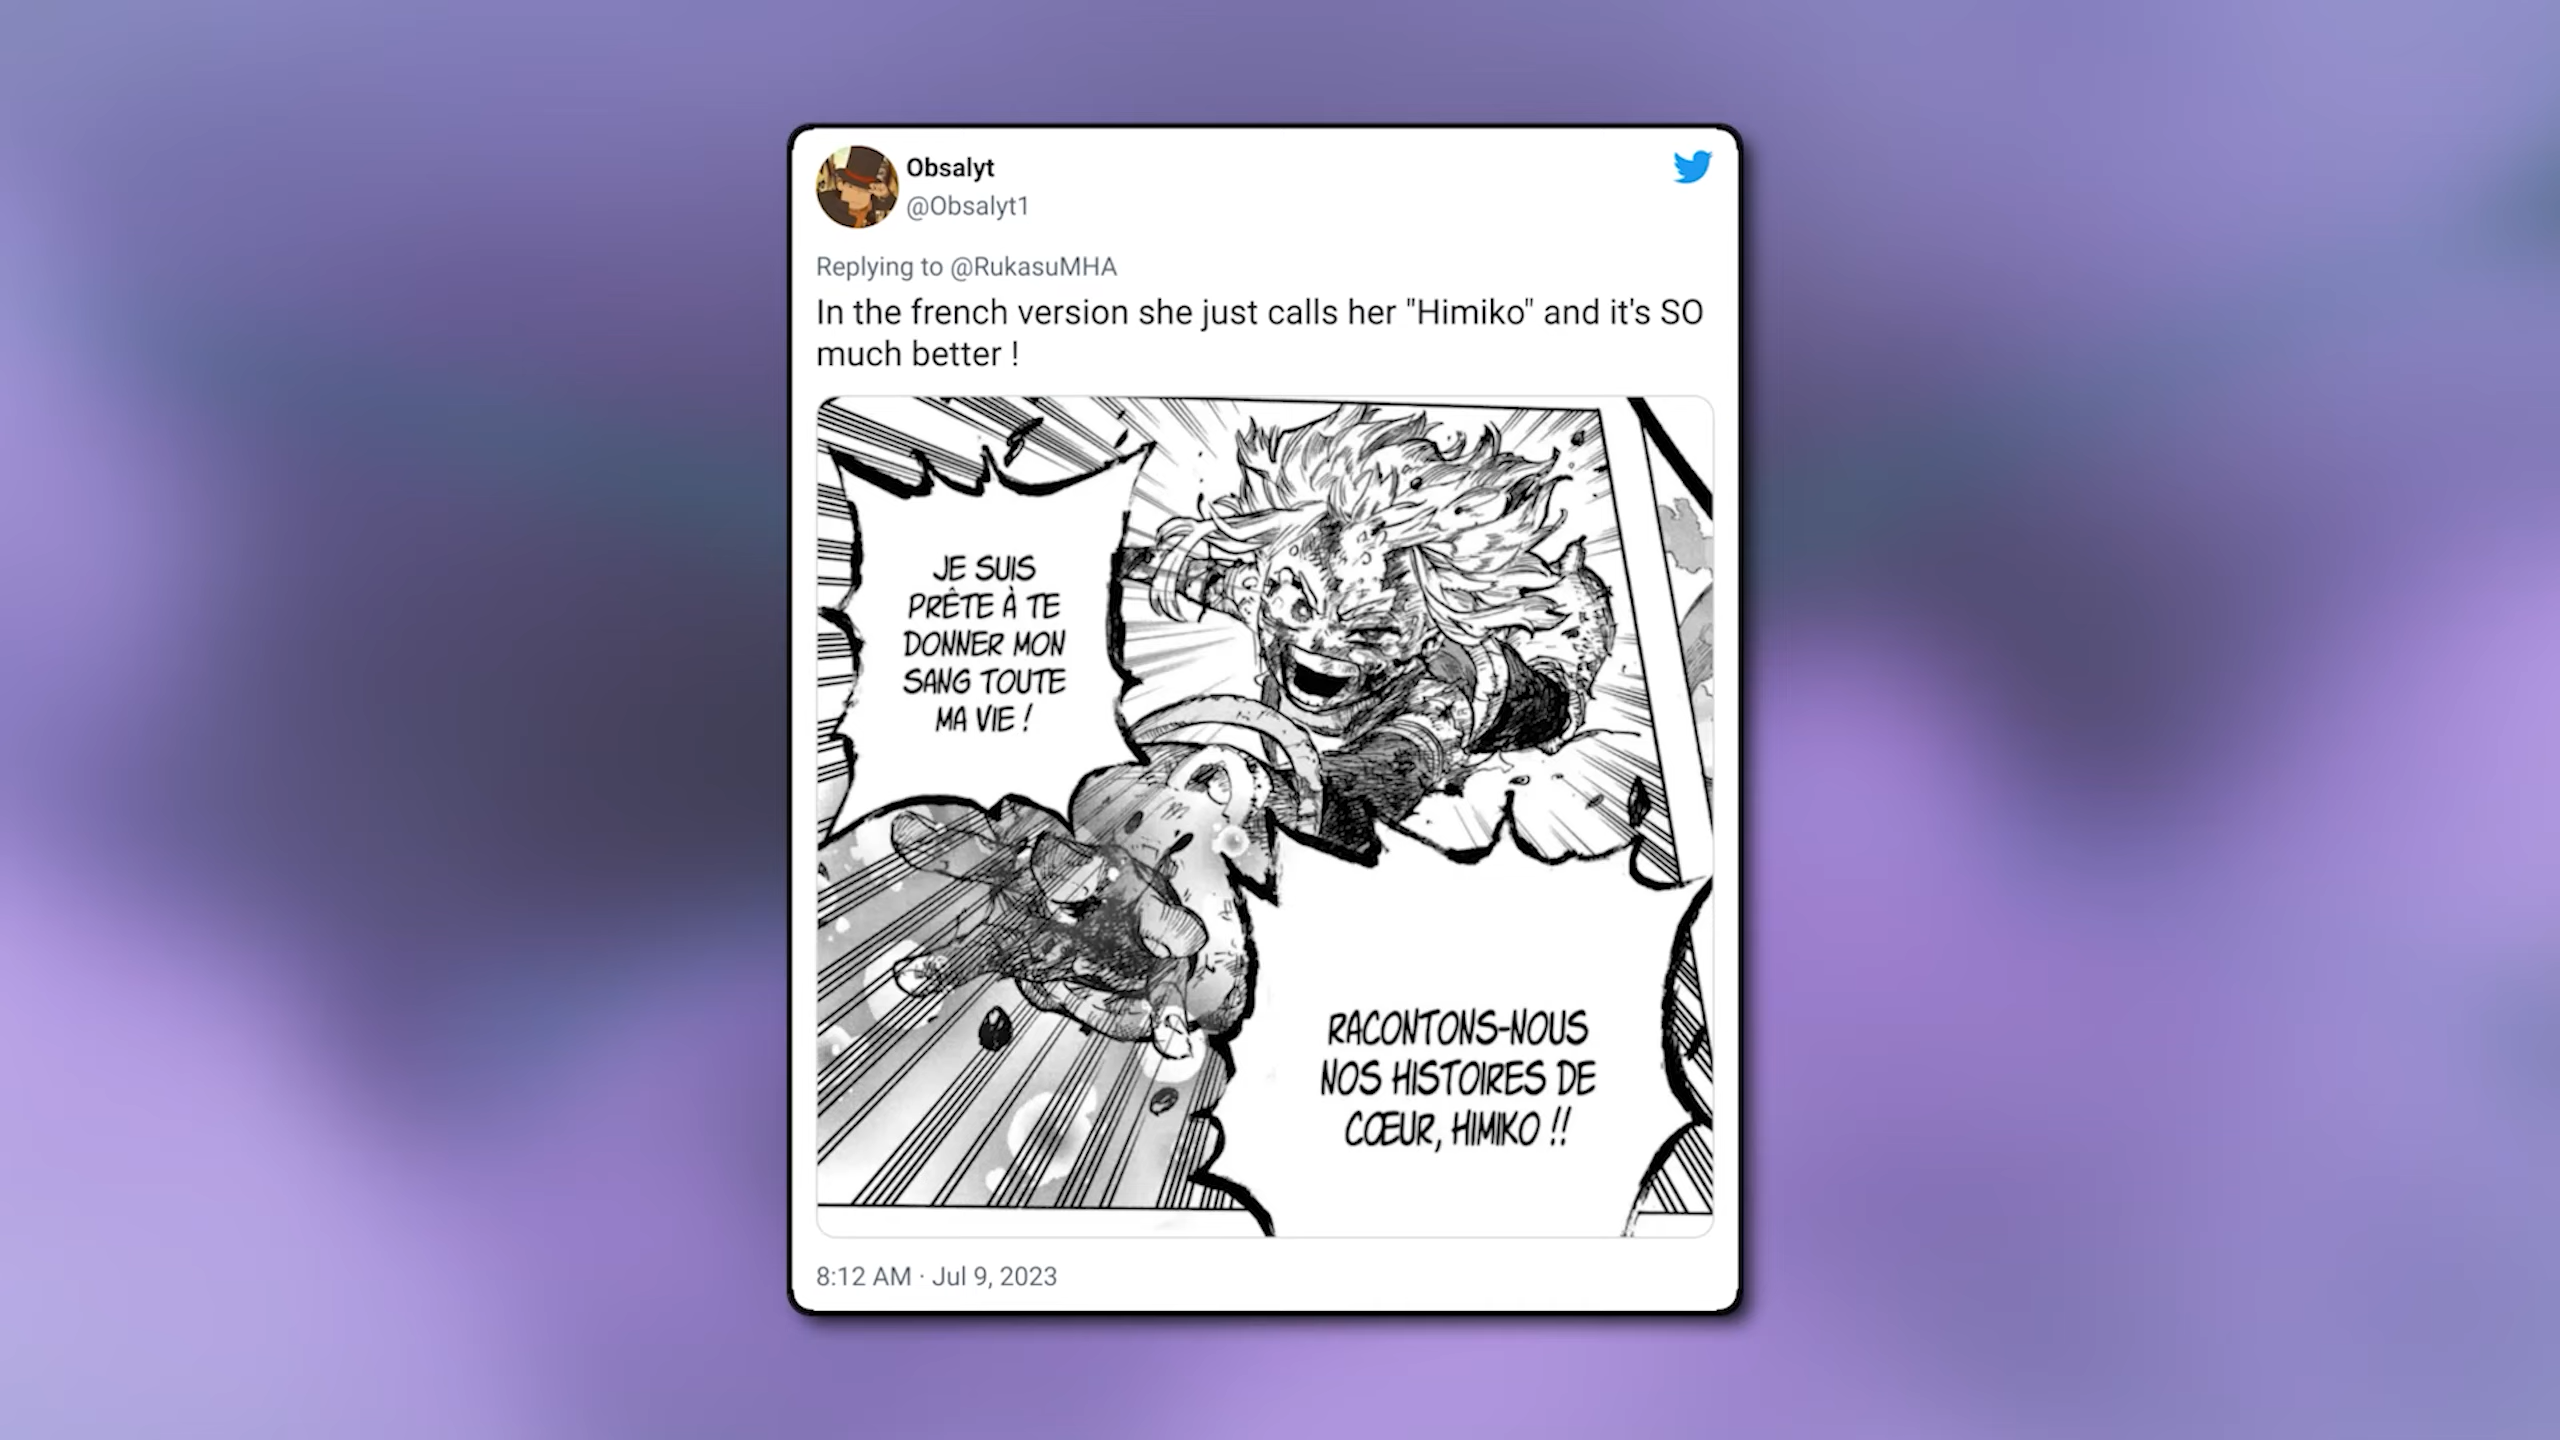 Obsalyt
@Obsalyt1
Replying to @RukasuMHA
In the french version she just calls her "Himiko" and it's SO
much better !
JE SUIS
PRÊTE À TE
DONNER MON
SANG TOUTE
MA VIE !
RACONTONS-NOUS
NOS HISTOIRES DE
CŒUR, HIMIKO !!
8:12 AM · Jul 9, 2023